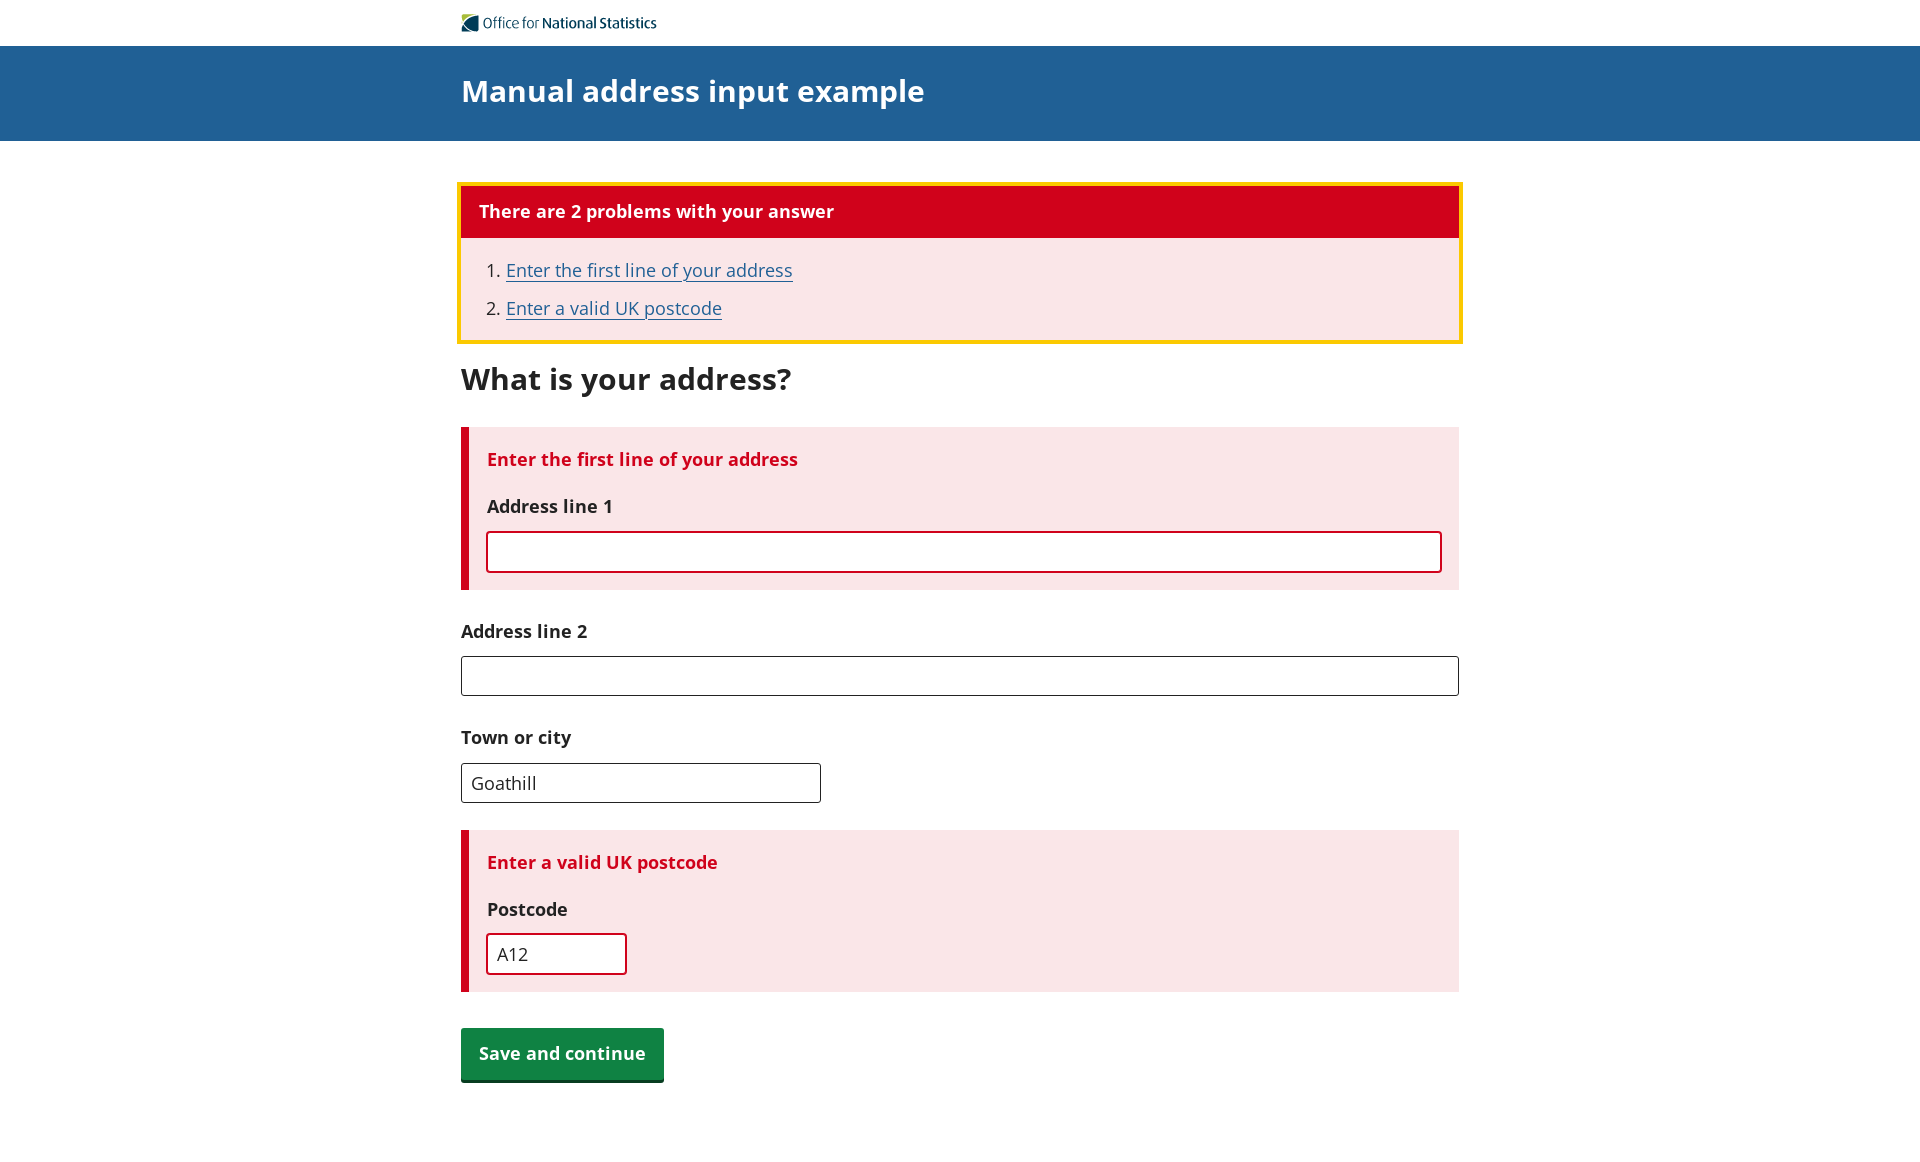 Office for National Statistics
Manual address input example
There are 2 problems with your answer
1. Enter the first line of your address
2. Enter a valid UK postcode
What is your address?
Enter the first line of your address
Address line 1
Address line 2
Town or city
Goathill
Enter a valid UK postcode
Postcode
A12
Save and continue